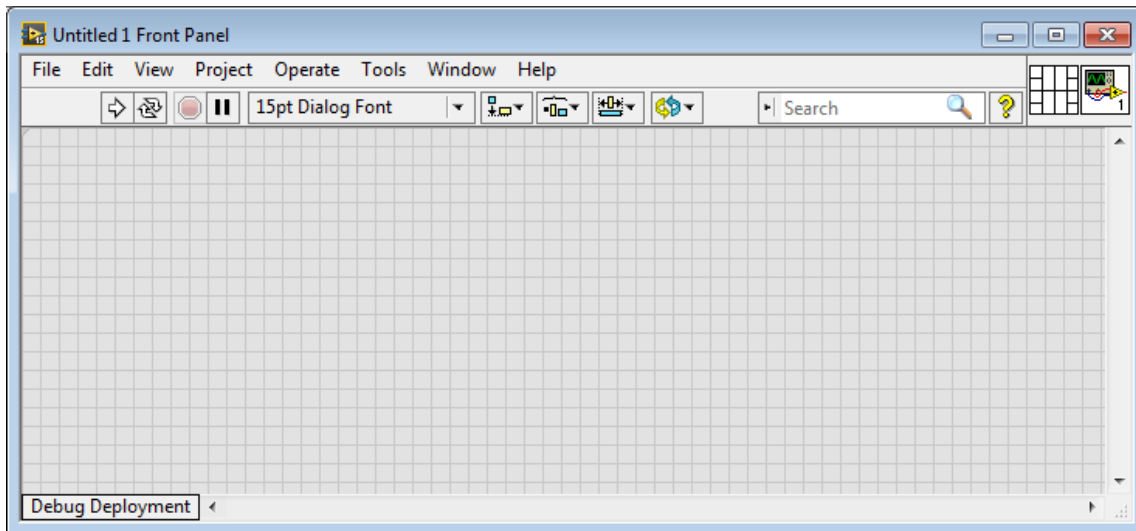 Untitled 1 Front Panel
File Edit View Project Operate Tools Window Help
15pt Dialog Font Search ? 1
Debug Deployment